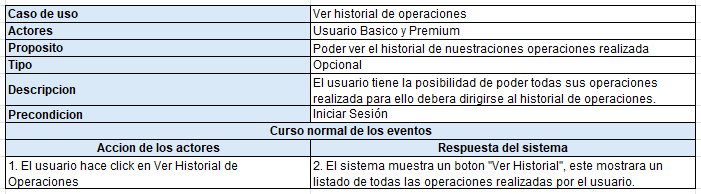 Caso de uso Ver historial de operaciones
Actores Usuario Basico y Premium
Proposito Poder ver el historial de nuestraciones operaciones realizada
Tipo Opcional
Descripcion El usuario tiene la posibilidad de poder todas sus operaciones
realizada para ello debera dirigirse al historial de operaciones.
Precondicion Iniciar Sesión
Curso normal de los eventos
Accion de los actores Respuesta del sistema
1. El usuario hace click en Ver Historial de
Operaciones
2. El sistema muestra un boton "Ver Historial", este mostrara un
listado de todas las operaciones realizadas por el usuario.